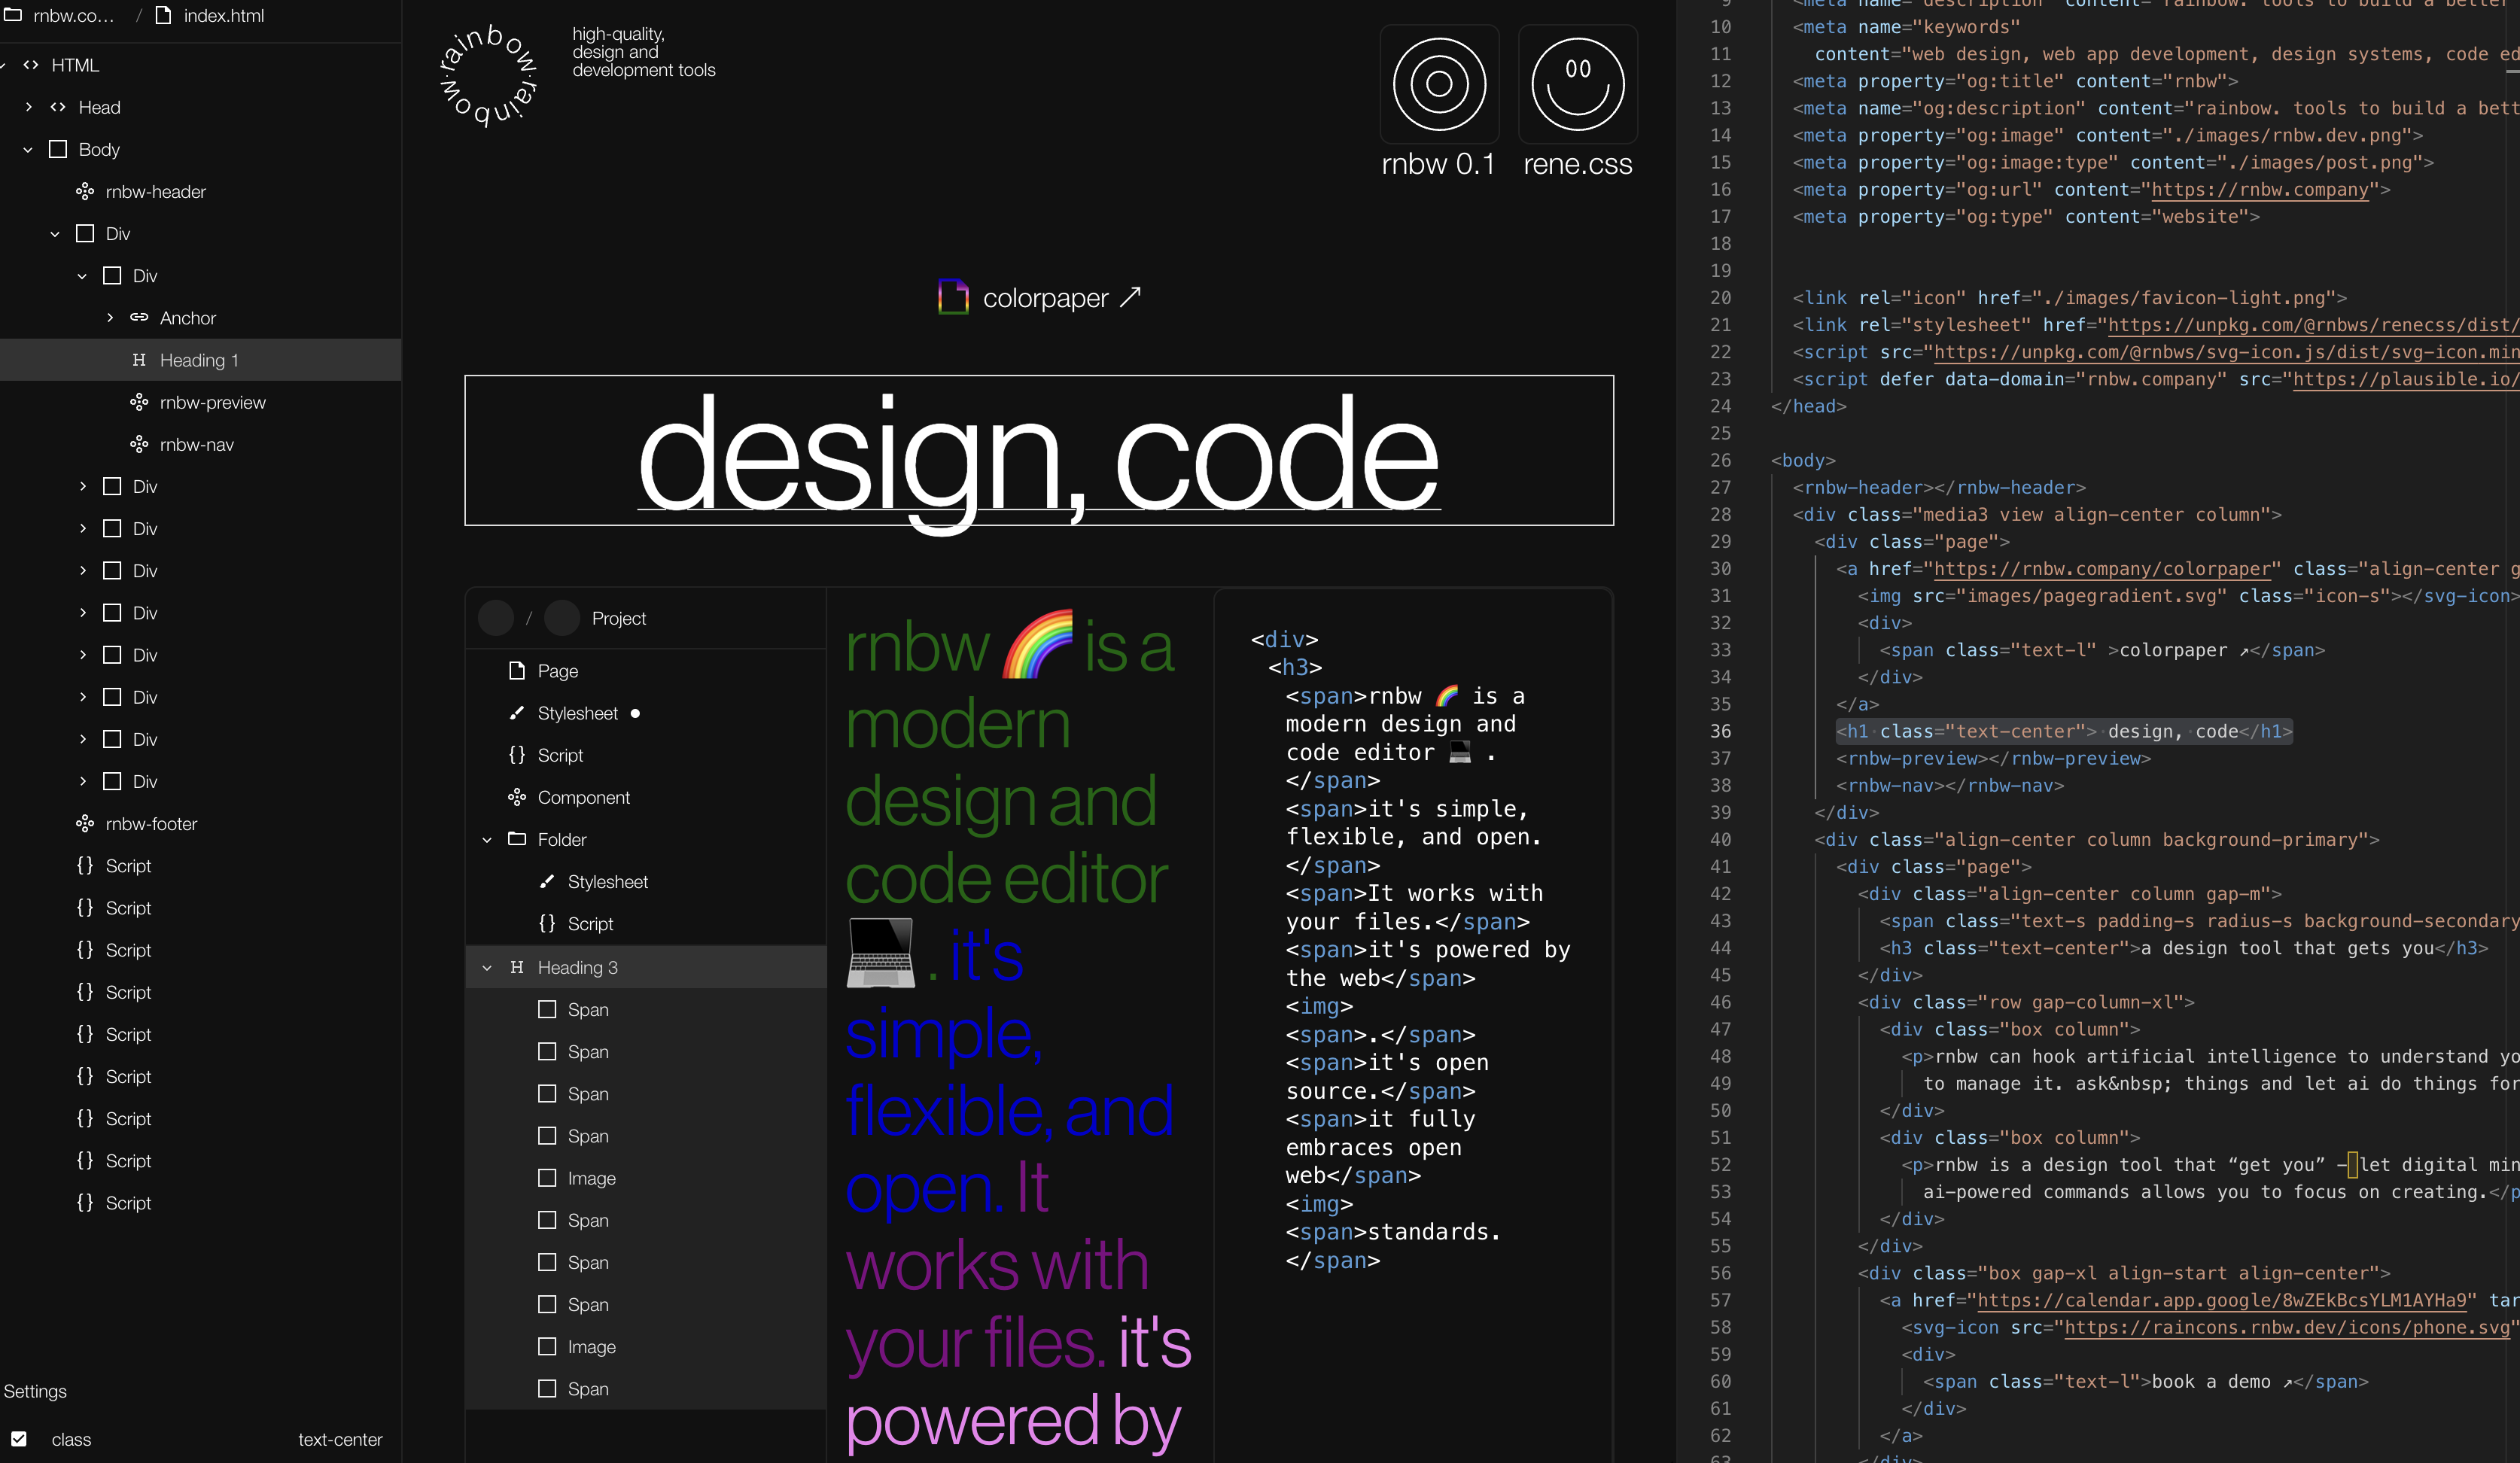 rnbw.co... / index.html
HTML
Head
Body
rnbw-header
Div
Div
Anchor
Heading 1
rnbw-preview
rnbw-nav
Div
Div
Div
Div
Div
Div
Div
Div
rnbw-footer
Script
Script
Script
Script
Script
Script
Script
Script
Script
Settings
class text-center
rainbow·rainbow·
high-quality,
design and
development tools
rnbw 0.1
rene.css
colorpaper ↗
design, code
/ Project
Page
Stylesheet
Script
Component
Folder
Stylesheet
Script
Heading 3
Span
Span
Span
Span
Image
Span
Span
Span
Image
Span
rnbw 🌈 is a
modern
design and
code editor
💻 . it's
simple,
flexible, and
open. It
works with
your files. it's
powered by
<div>
<h3>
<span>rnbw 🌈 is a
modern design and
code editor 💻 .
</span>
<span>it's simple,
flexible, and open.
</span>
<span>It works with
your files.</span>
<span>it's powered by
the web</span>
<img>
<span>.</span>
<span>it's open
source.</span>
<span>it fully
embraces open
web</span>
<img>
<span>standards.
</span>
9 <meta name="description" content="rainbow. tools to build a better
10 <meta name="keywords"
11 content="web design, web app development, design systems, code ed
12 <meta property="og:title" content="rnbw">
13 <meta name="og:description" content="rainbow. tools to build a bett
14 <meta property="og:image" content="./images/rnbw.dev.png">
15 <meta property="og:image:type" content="./images/post.png">
16 <meta property="og:url" content="https://rnbw.company">
17 <meta property="og:type" content="website">
18
19
20 <link rel="icon" href="./images/favicon-light.png">
21 <link rel="stylesheet" href="https://unpkg.com/@rnbws/renecss/dist/
22 <script src="https://unpkg.com/@rnbws/svg-icon.js/dist/svg-icon.min
23 <script defer data-domain="rnbw.company" src="https://plausible.io/
24 </head>
25
26 <body>
27 <rnbw-header></rnbw-header>
28 <div class="media3 view align-center column">
29 <div class="page">
30 <a href="https://rnbw.company/colorpaper" class="align-center g
31 <img src="images/pagegradient.svg" class="icon-s"></svg-icon>
32 <div>
33 <span class="text-l" >colorpaper ↗</span>
34 </div>
35 </a>
36 <h1 class="text-center"> design, code</h1>
37 <rnbw-preview></rnbw-preview>
38 <rnbw-nav></rnbw-nav>
39 </div>
40 <div class="align-center column background-primary">
41 <div class="page">
42 <div class="align-center column gap-m">
43 <span class="text-s padding-s radius-s background-secondary
44 <h3 class="text-center">a design tool that gets you</h3>
45 </div>
46 <div class="row gap-column-xl">
47 <div class="box column">
48 <p>rnbw can hook artificial intelligence to understand yo
49 to manage it. ask&nbsp; things and let ai do things for
50 </div>
51 <div class="box column">
52 <p>rnbw is a design tool that “get you” – let digital min
53 ai-powered commands allows you to focus on creating.</p
54 </div>
55 </div>
56 <div class="box gap-xl align-start align-center">
57 <a href="https://calendar.app.google/8wZEkBcsYLM1AYHa9" tar
58 <svg-icon src="https://raincons.rnbw.dev/icons/phone.svg"
59 <div>
60 <span class="text-l">book a demo ↗</span>
61 </div>
62 </a>
63 </div>